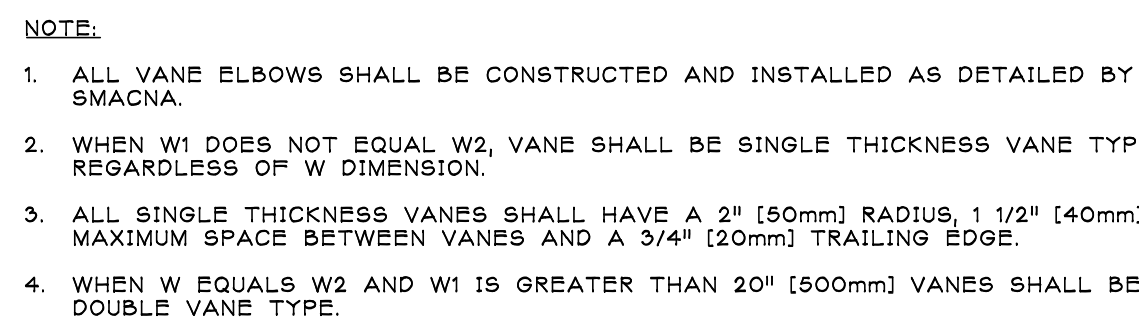 NOTE:
1. ALL VANE ELBOWS SHALL BE CONSTRUCTED AND INSTALLED AS DETAILED BY
SMACNA.
2. WHEN W1 DOES NOT EQUAL W2, VANE SHALL BE SINGLE THICKNESS VANE TYP
REGARDLESS OF W DIMENSION.
3. ALL SINGLE THICKNESS VANES SHALL HAVE A 2" [50mm] RADIUS, 1 1/2" [40mm]
MAXIMUM SPACE BETWEEN VANES AND A 3/4" [20mm] TRAILING EDGE.
4. WHEN W EQUALS W2 AND W1 IS GREATER THAN 20" [500mm] VANES SHALL BE
DOUBLE VANE TYPE.